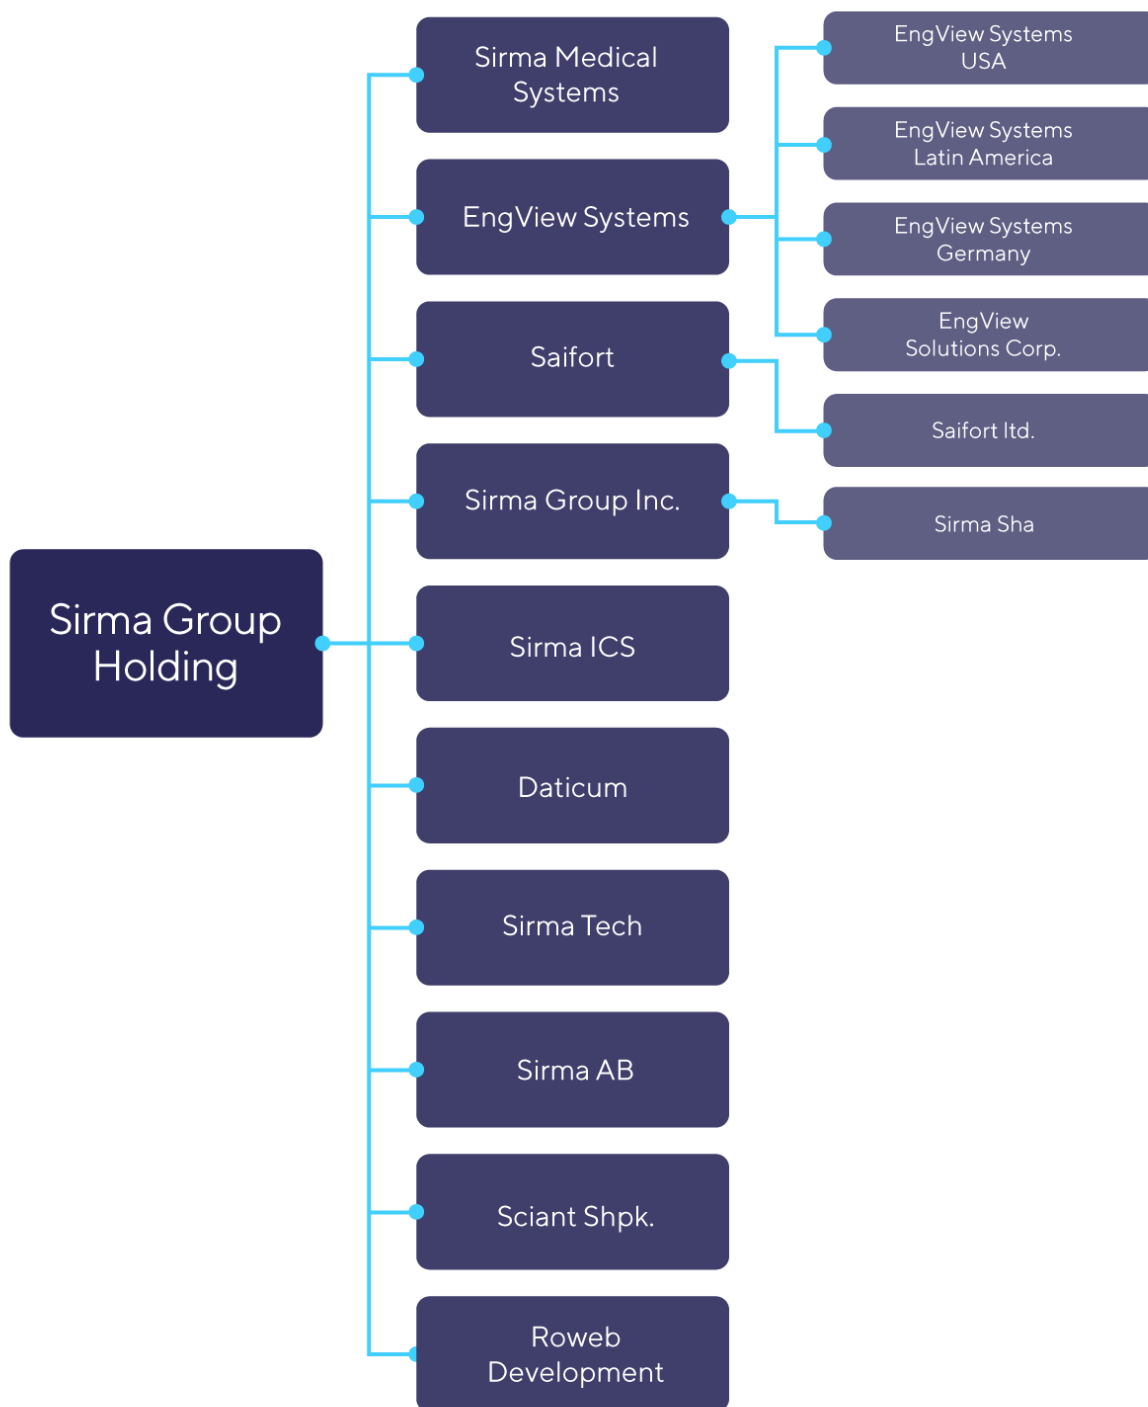 Sirma Group
Holding
Sirma Medical
Systems
EngView Systems
Saifort
Sirma Group Inc.
Sirma ICS
Daticum
Sirma Tech
Sirma AB
Sciant Shpk.
Roweb
Development
EngView Systems
USA
EngView Systems
Latin America
EngView Systems
Germany
EngView
Solutions Corp.
Saifort ltd.
Sirma Sha